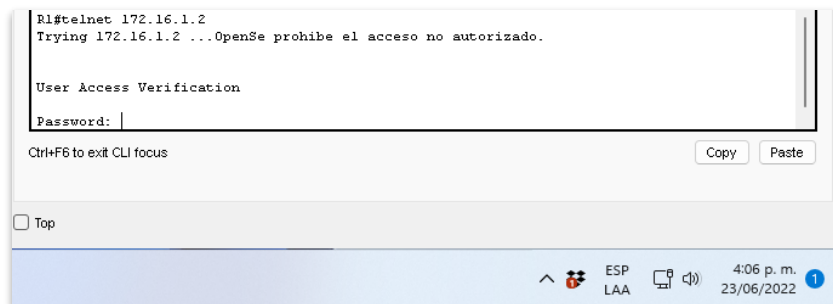 R1#telnet 172.16.1.2
Trying 172.16.1.2 ...OpenSe prohibe el acceso no autorizado.
User Access Verification
Password:
Ctrl+F6 to exit CLI focus
Copy Paste
Top
ESP
LAA
4:06 p. m.
23/06/2022
1